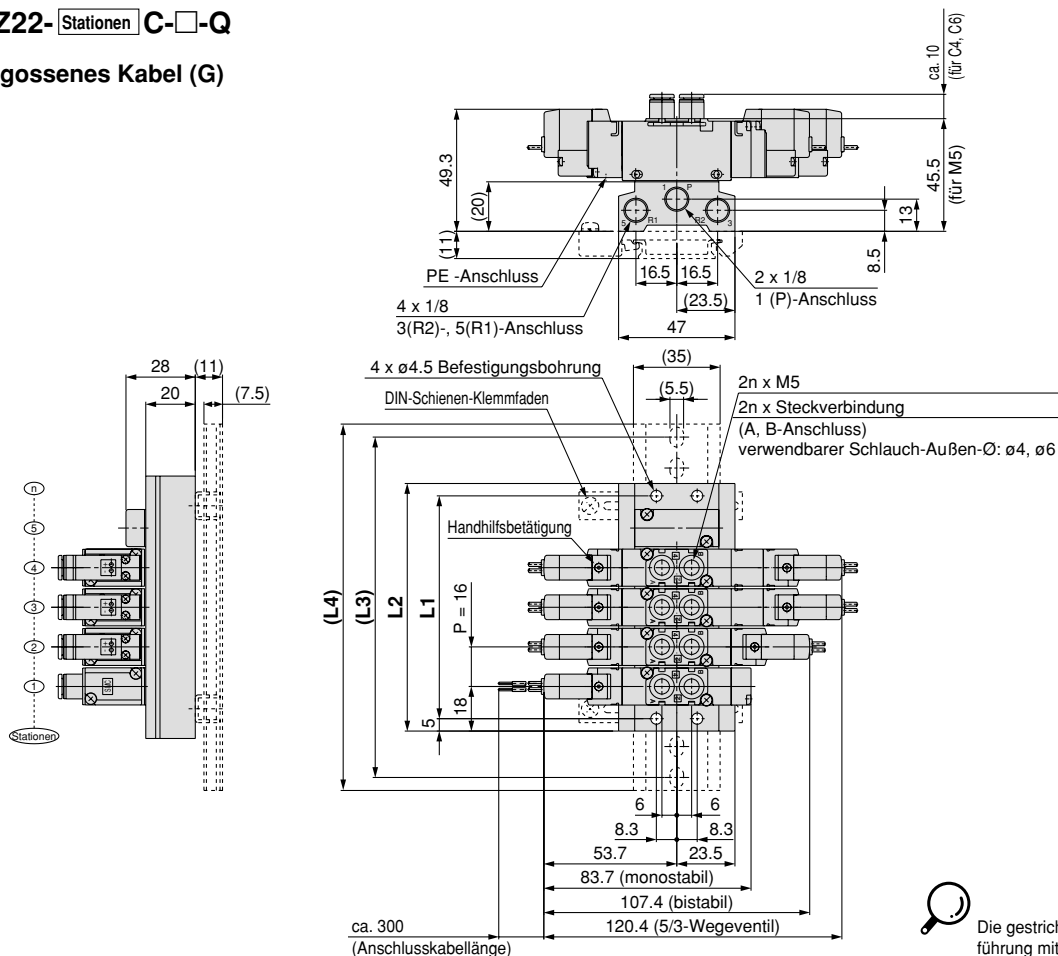 Z22- Stationen C-□-Q
gossenes Kabel (G)
ca. 10
(für C4, C6)
49.3
(20)
(11)
45.5
(für M5)
13
8.5
1 P
5 R1
R2 3
PE -Anschluss
16.5 16.5
2 x 1/8
1 (P)-Anschluss
(23.5)
4 x 1/8
3(R2)-, 5(R1)-Anschluss
47
28 (11)
20 (7.5)
4 x ø4.5 Befestigungsbohrung
(35)
DIN-Schienen-Klemmfaden
(5.5)
2n x M5
2n x Steckverbindung
(A, B-Anschluss)
verwendbarer Schlauch-Außen-Ø: ø4, ø6
Handhilfsbetätigung
n
5
4
3
2
1
Stationen
SMC
(L4)
(L3)
L2
L1
P = 16
18
5
A B
A B
A B
A B
6 6
8.3 8.3
53.7 23.5
83.7 (monostabil)
107.4 (bistabil)
ca. 300
(Anschlusskabellänge)
120.4 (5/3-Wegeventil)
Die gestrich
führung mit